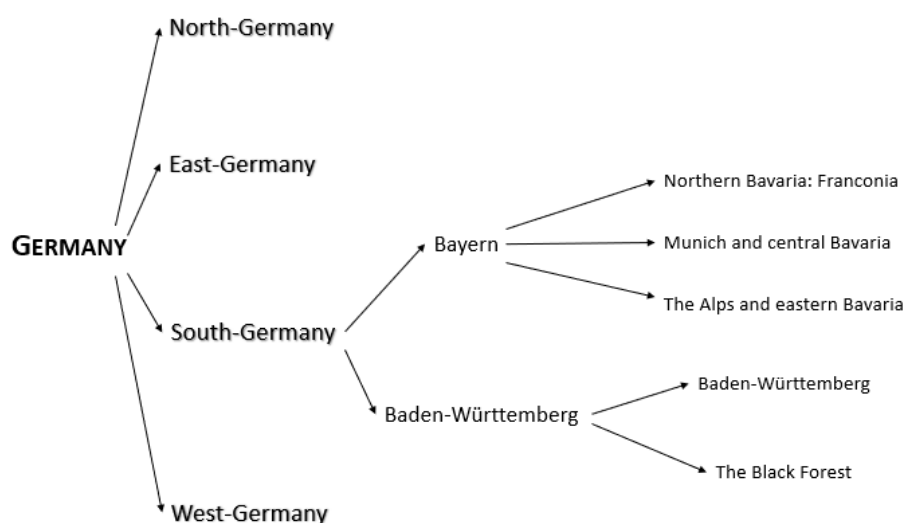 North-Germany
East-Germany
GERMANY
South-Germany
West-Germany
Bayern
Baden-Württemberg
Northern Bavaria: Franconia
Munich and central Bavaria
The Alps and eastern Bavaria
Baden-Württemberg
The Black Forest